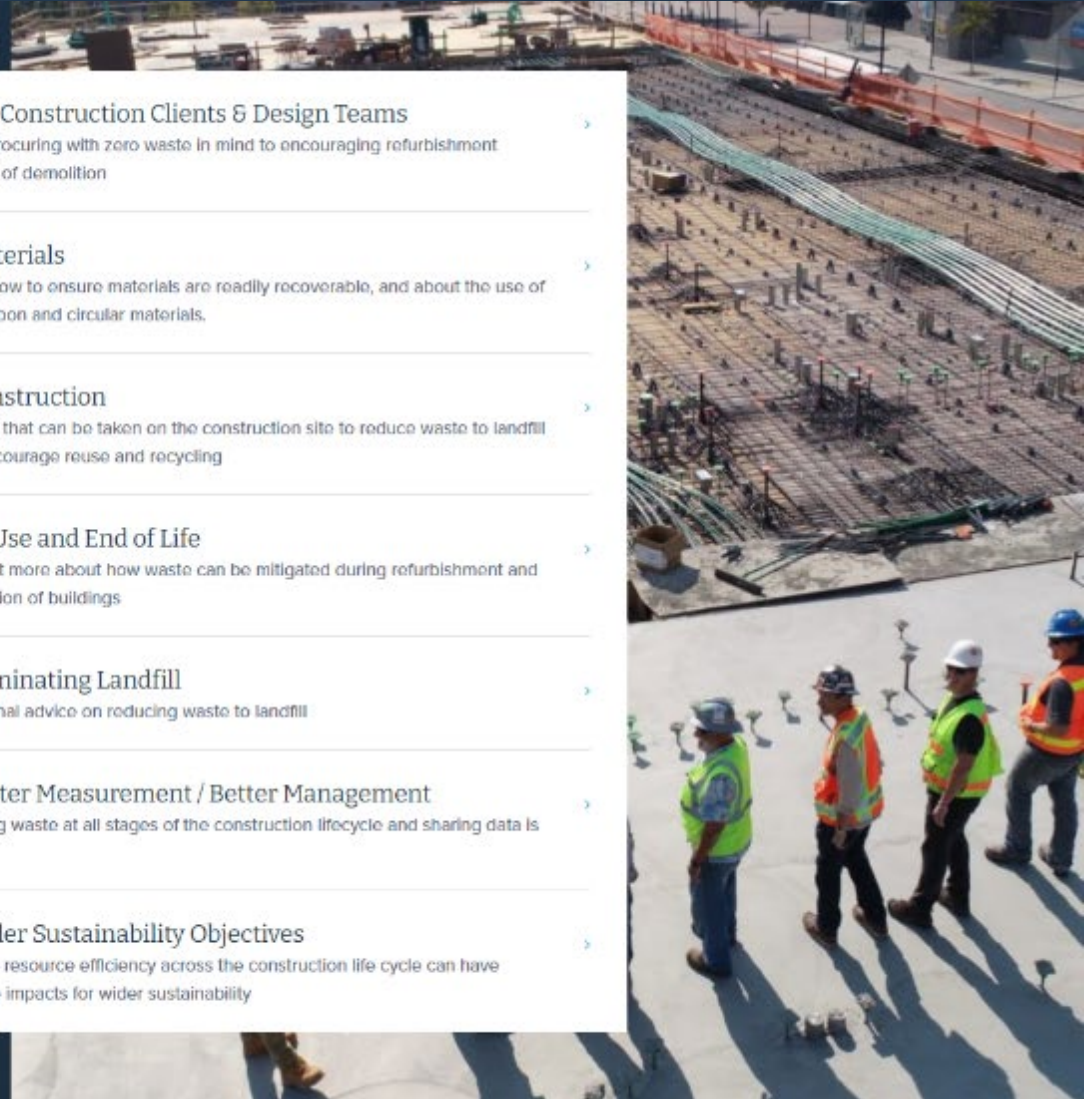 Construction Clients & Design Teams
ocuring with zero waste in mind to encouraging refurbishment
of demolition
erials
ow to ensure materials are readily recoverable, and about the use of
and circular materials.
nstruction
that can be taken on the construction site to reduce waste to landfill
courage reuse and recycling
Use and End of Life
t more about how waste can be mitigated during refurbishment and
ion of buildings
minating Landfill
nal advice on reducing waste to landfill
ter Measurement / Better Management
g waste at all stages of the construction lifecycle and sharing data is
er Sustainability Objectives
resource efficiency across the construction life cycle can have
impacts for wider sustainability